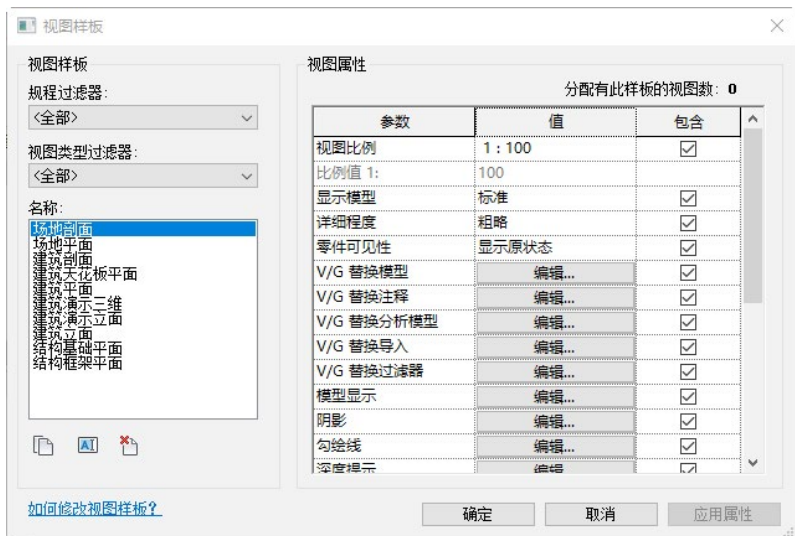 视图样板
视图样板
规程过滤器:
<全部>
视图类型过滤器:
<全部>
名称:
场地剖面
场地平面
建筑剖面
建筑天花板平面
建筑平面
建筑演示三维
建筑演示立面
建筑立面
结构基础平面
结构框架平面
如何修改视图样板?
视图属性
分配有此样板的视图数: 0
参数 值 包含
视图比例 1 : 100
比例值 1: 100
显示模型 标准
详细程度 粗略
零件可见性 显示原状态
V/G 替换模型 编辑...
V/G 替换注释 编辑...
V/G 替换分析模型 编辑...
V/G 替换导入 编辑...
V/G 替换过滤器 编辑...
模型显示 编辑...
阴影 编辑...
勾绘线 编辑...
深度提示 编辑
确定 取消 应用属性